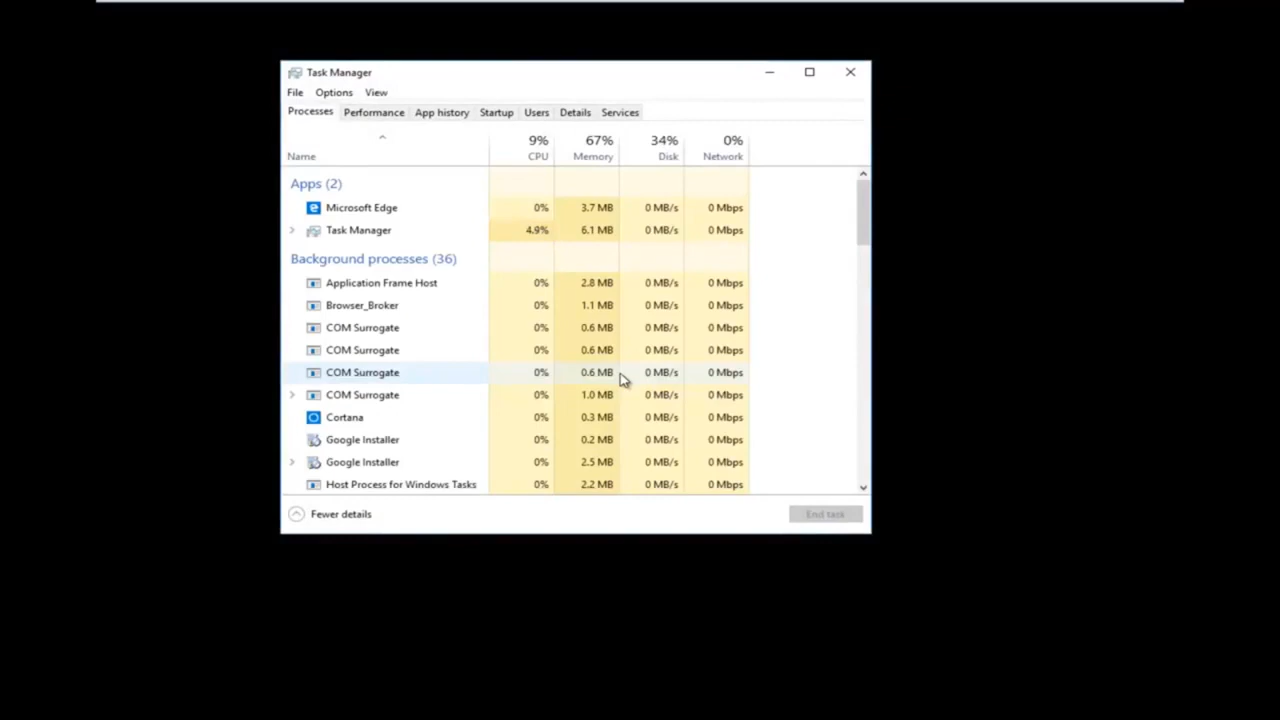 Task Manager
File Options View
Processes Performance App history Startup Users Details Services
9% 67% 34% 0%
Name CPU Memory Disk Network
Apps (2)
Microsoft Edge 0% 3.7 MB 0 MB/s 0 Mbps
Task Manager 4.9% 6.1 MB 0 MB/s 0 Mbps
Background processes (36)
Application Frame Host 0% 2.8 MB 0 MB/s 0 Mbps
Browser_Broker 0% 1.1 MB 0 MB/s 0 Mbps
COM Surrogate 0% 0.6 MB 0 MB/s 0 Mbps
COM Surrogate 0% 0.6 MB 0 MB/s 0 Mbps
COM Surrogate 0% 0.6 MB 0 MB/s 0 Mbps
COM Surrogate 0% 1.0 MB 0 MB/s 0 Mbps
Cortana 0% 0.3 MB 0 MB/s 0 Mbps
Google Installer 0% 0.2 MB 0 MB/s 0 Mbps
Google Installer 0% 2.5 MB 0 MB/s 0 Mbps
Host Process for Windows Tasks 0% 2.2 MB 0 MB/s 0 Mbps
Fewer details End task